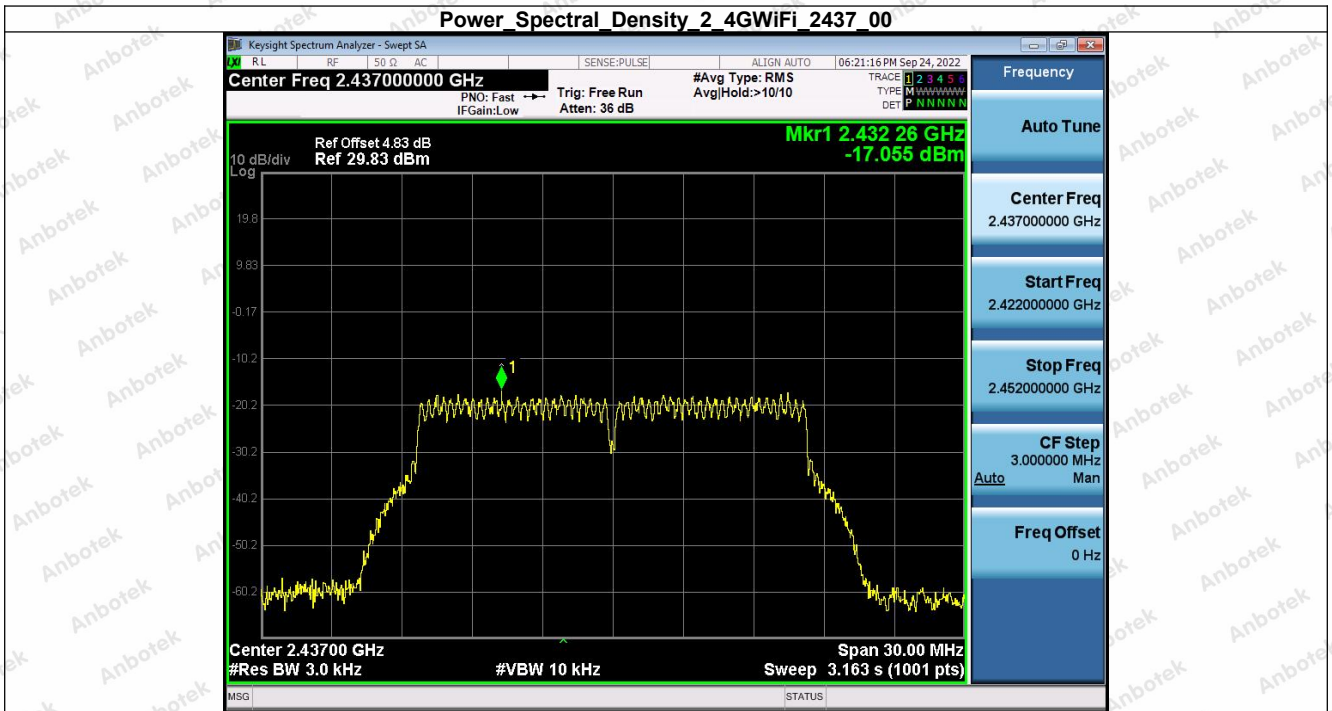 Power_Spectral_Density_2_4GWiFi_2437_00
Keysight Spectrum Analyzer - Swept SA
LXI RL RF 50 Ω AC SENSE:PULSE ALIGN AUTO 06:21:16 PM Sep 24, 2022
Center Freq 2.437000000 GHz
PNO: Fast
IFGain:Low
Trig: Free Run
Atten: 36 dB
#Avg Type: RMS
Avg|Hold:>10/10
TRACE 1 2 3 4 5 6
TYPE M WWWWW
DET P N N N N N
Mkr1 2.432 26 GHz
-17.055 dBm
Ref Offset 4.83 dB
10 dB/div Ref 29.83 dBm
Log
19.8
9.83
-0.17
-10.2
-20.2
-30.2
-40.2
-50.2
-60.2
1
Center 2.43700 GHz Span 30.00 MHz
#Res BW 3.0 kHz #VBW 10 kHz Sweep 3.163 s (1001 pts)
MSG STATUS
Frequency
Auto Tune
Center Freq
2.437000000 GHz
Start Freq
2.422000000 GHz
Stop Freq
2.452000000 GHz
CF Step
3.000000 MHz
Auto Man
Freq Offset
0 Hz
Anbotek